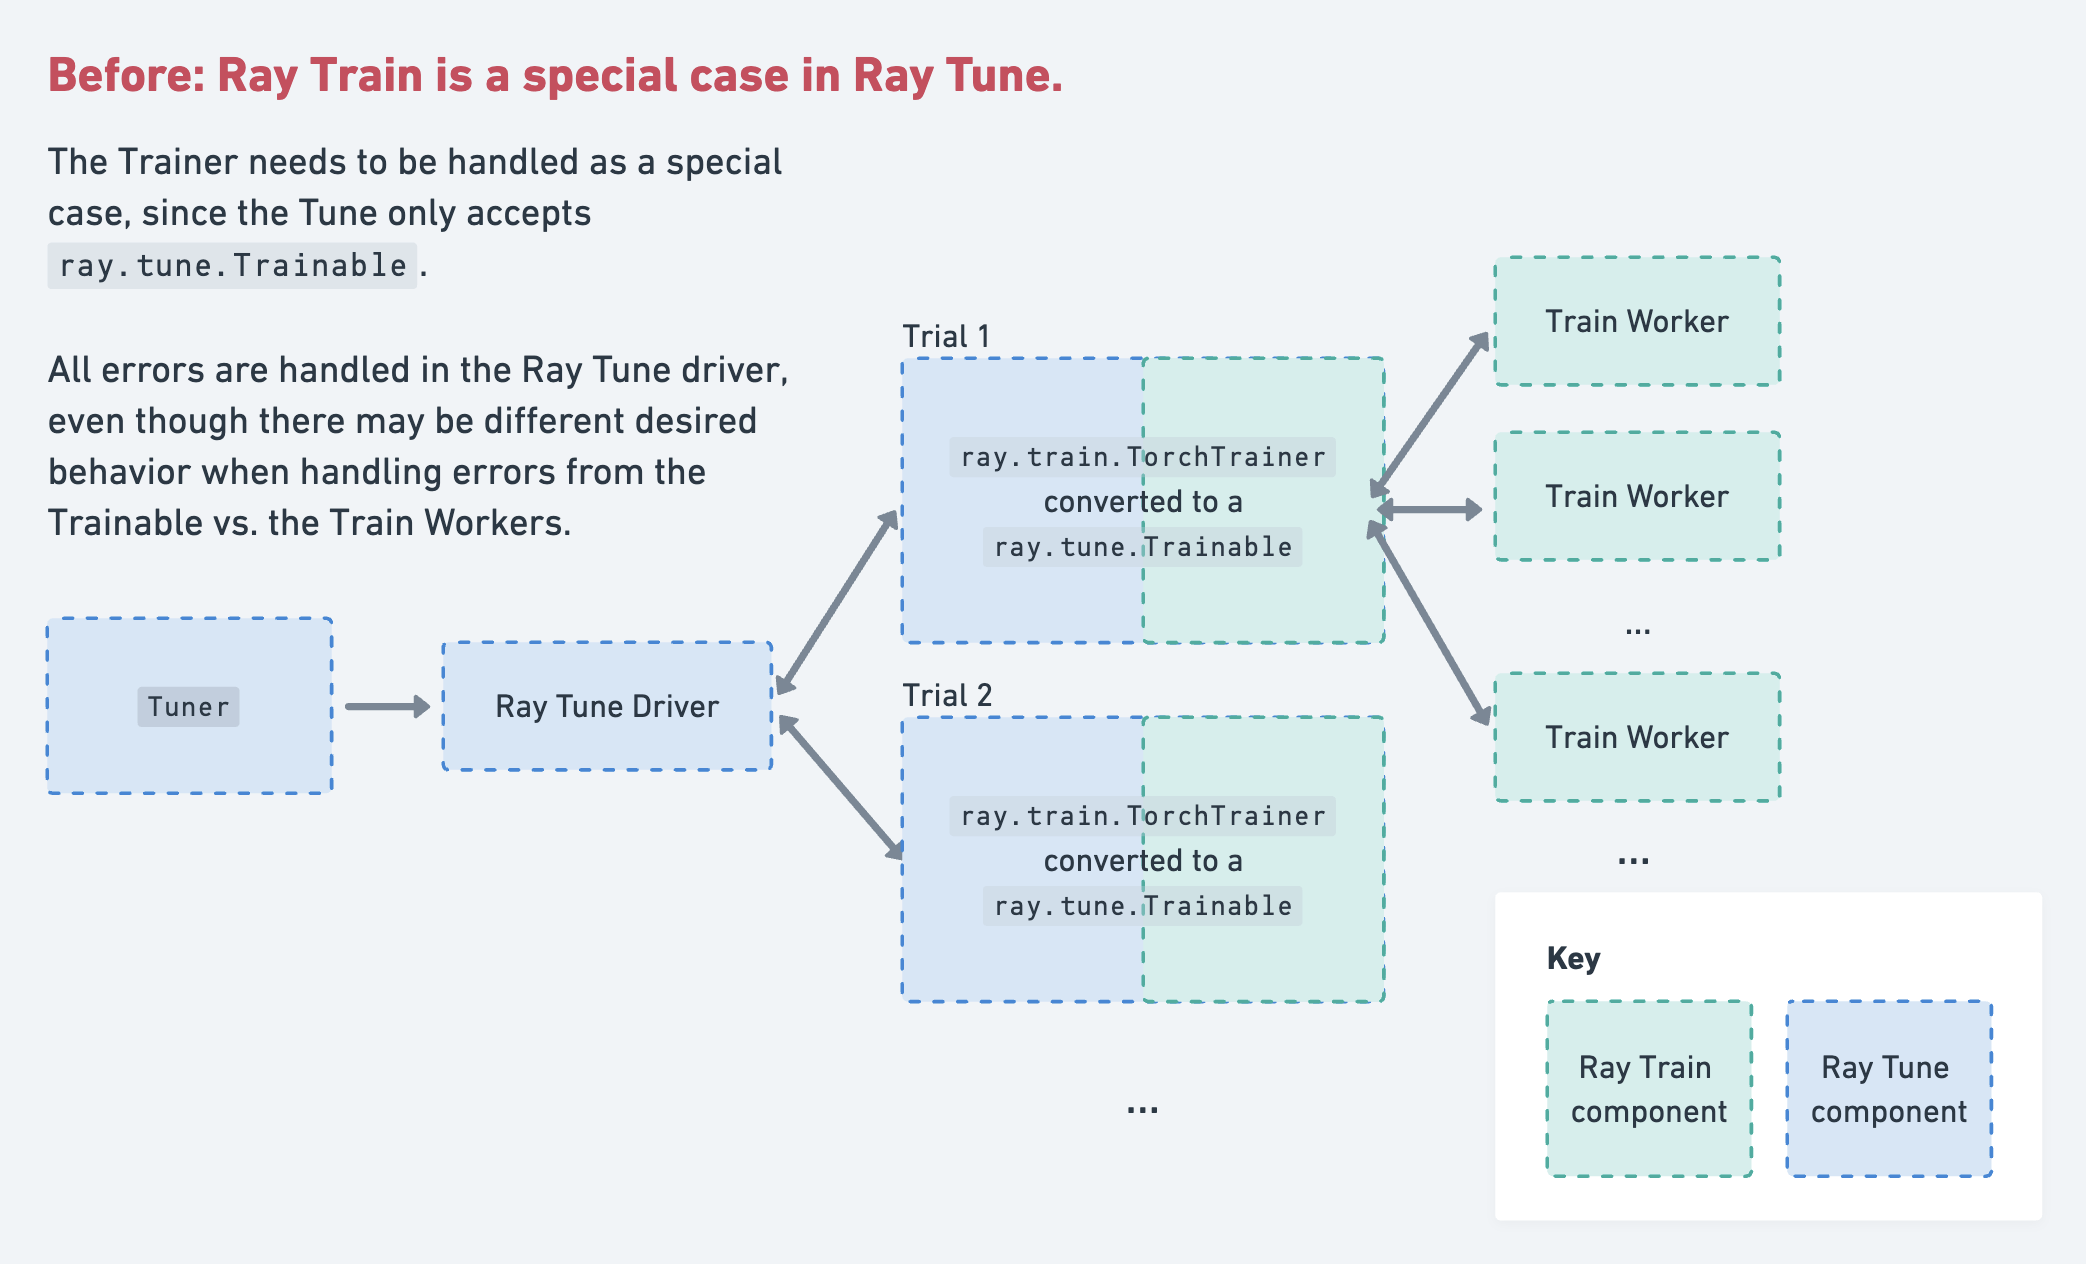 Before: Ray Train is a special case in Ray Tune.
The Trainer needs to be handled as a special
case, since the Tune only accepts
ray.tune.Trainable.
All errors are handled in the Ray Tune driver,
even though there may be different desired
behavior when handling errors from the
Trainable vs. the Train Workers.
Tuner
Ray Tune Driver
Trial 1
ray.train.TorchTrainer
converted to a
ray.tune.Trainable
Trial 2
ray.train.TorchTrainer
converted to a
ray.tune.Trainable
...
Train Worker
Train Worker
...
Train Worker
...
Key
Ray Train
component
Ray Tune
component